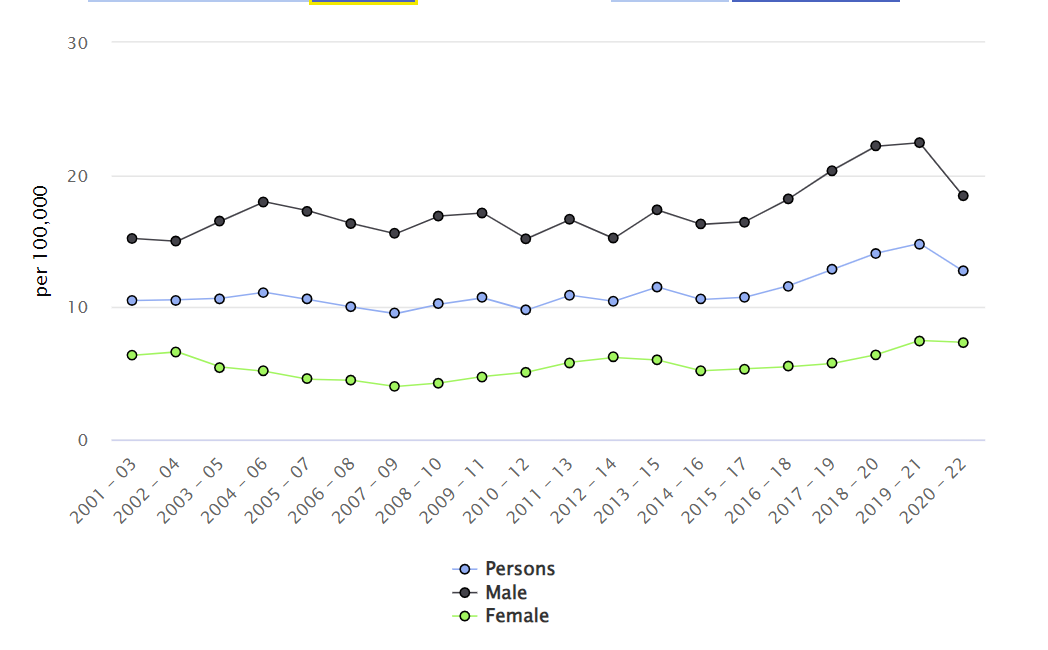 30
20
10
0
per 100,000
2001 – 03
2002 – 04
2003 – 05
2004 – 06
2005 – 07
2006 – 08
2007 – 09
2008 – 10
2009 – 11
2010 – 12
2011 – 13
2012 – 14
2013 – 15
2014 – 16
2015 – 17
2016 – 18
2017 – 19
2018 – 20
2019 – 21
2020 – 22
Persons
Male
Female